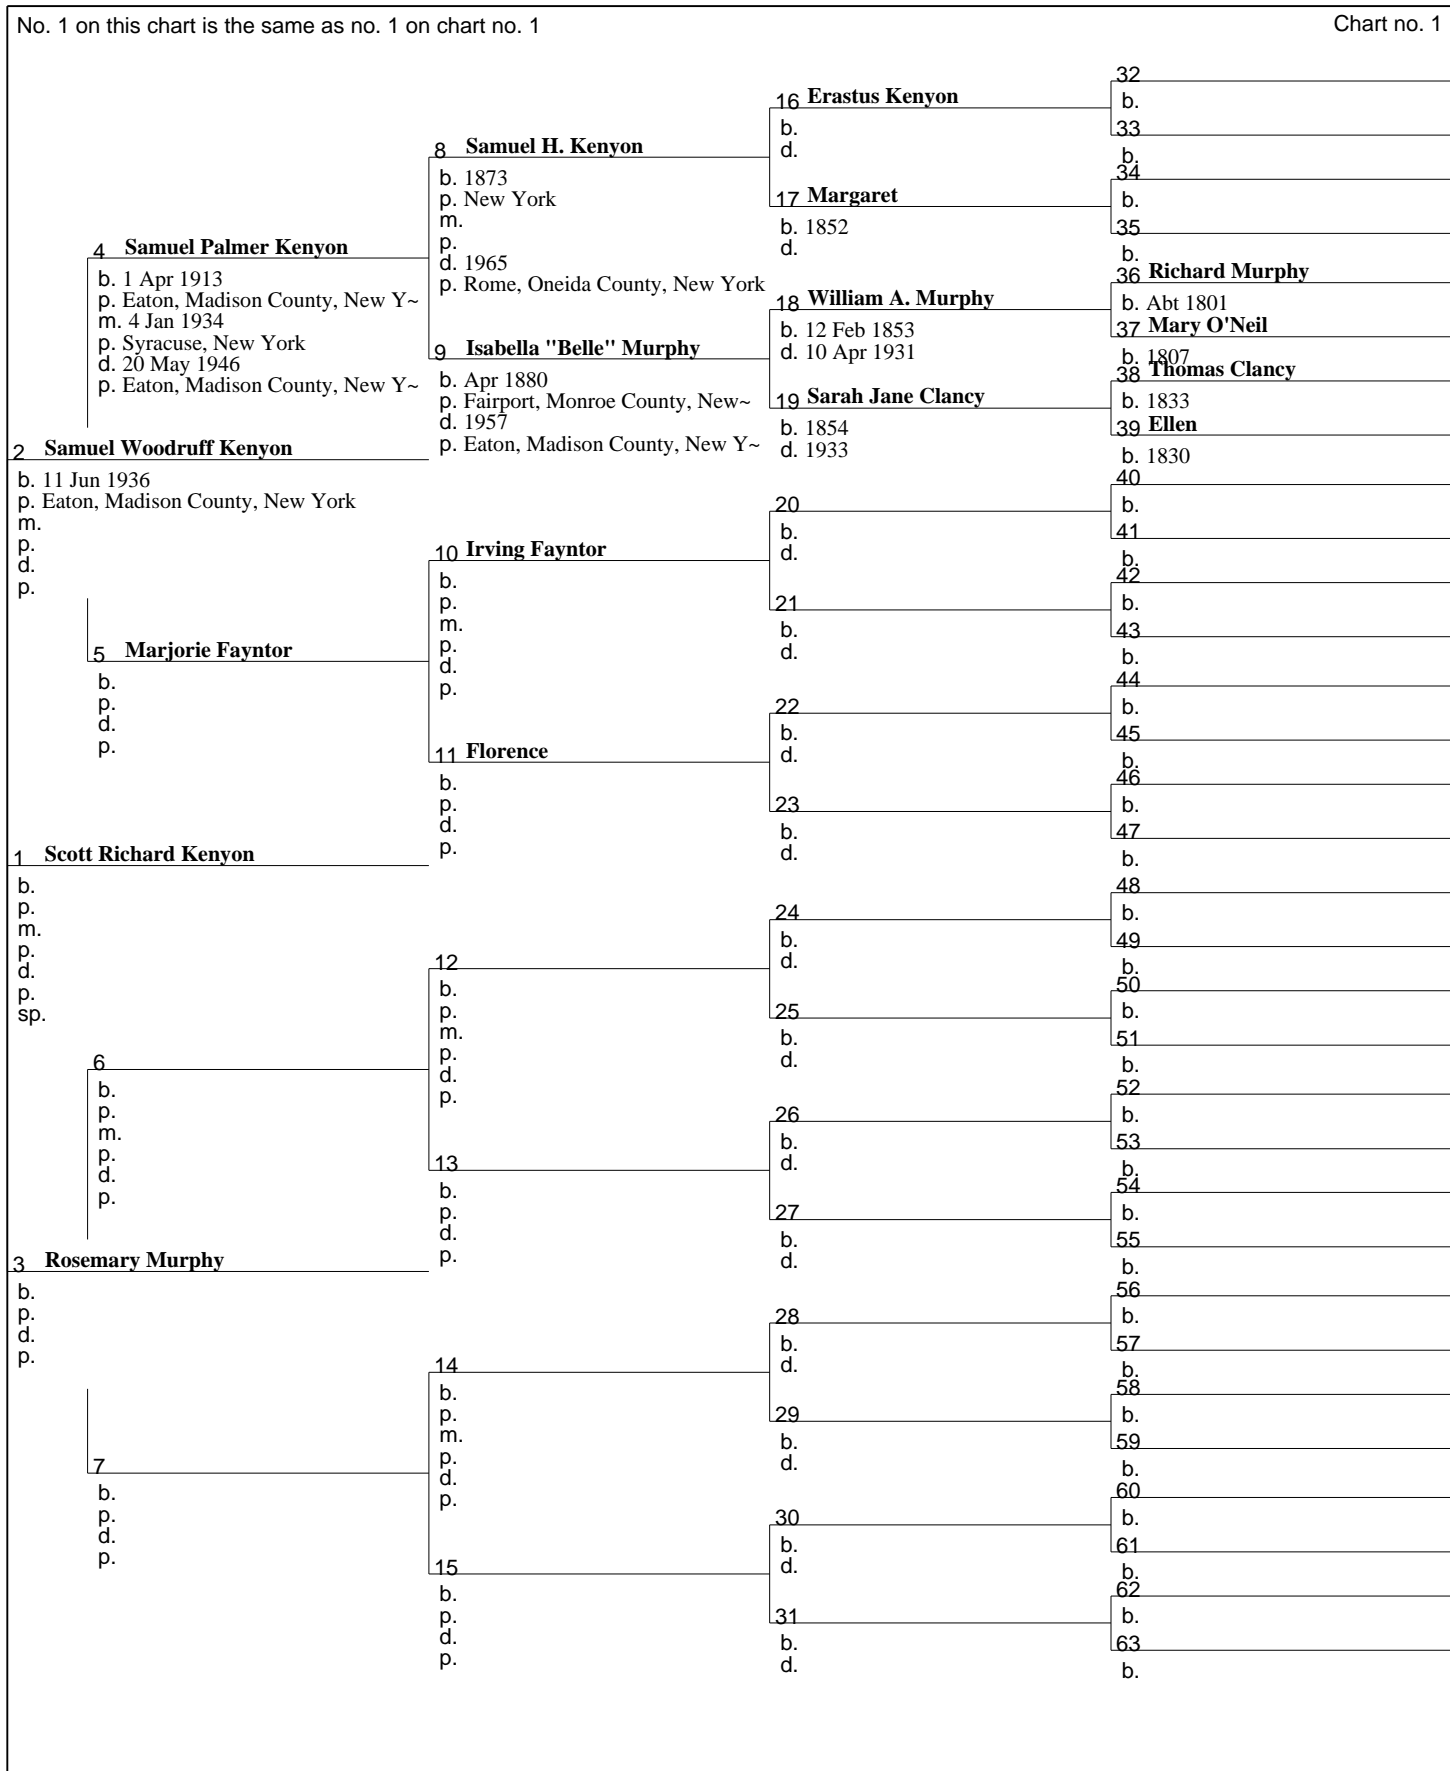 No. 1 on this chart is the same as no. 1 on chart no. 1
Chart no. 1
1 Scott Richard Kenyon
b.
p.
m.
p.
d.
p.
sp.
2 Samuel Woodruff Kenyon
b. 11 Jun 1936
p. Eaton, Madison County, New York
m.
p.
d.
p.
3 Rosemary Murphy
b.
p.
d.
p.
4 Samuel Palmer Kenyon
b. 1 Apr 1913
p. Eaton, Madison County, New Y~
m. 4 Jan 1934
p. Syracuse, New York
d. 20 May 1946
p. Eaton, Madison County, New Y~
5 Marjorie Fayntor
b.
p.
d.
p.
6
b.
p.
m.
p.
d.
p.
7
b.
p.
d.
p.
8 Samuel H. Kenyon
b. 1873
p. New York
m.
p.
d. 1965
p. Rome, Oneida County, New York
9 Isabella "Belle" Murphy
b. Apr 1880
p. Fairport, Monroe County, New~
d. 1957
p. Eaton, Madison County, New Y~
10 Irving Fayntor
b.
p.
m.
p.
d.
p.
11 Florence
b.
p.
d.
p.
12
b.
p.
m.
p.
d.
p.
13
b.
p.
d.
p.
14
b.
p.
m.
p.
d.
p.
15
b.
p.
d.
p.
16 Erastus Kenyon
b.
d.
17 Margaret
b. 1852
d.
18 William A. Murphy
b. 12 Feb 1853
d. 10 Apr 1931
19 Sarah Jane Clancy
b. 1854
d. 1933
20
b.
d.
21
b.
d.
22
b.
d.
23
b.
d.
24
b.
d.
25
b.
d.
26
b.
d.
27
b.
d.
28
b.
d.
29
b.
d.
30
b.
d.
31
b.
d.
32
b.
33
b.
34
b.
35
b.
36 Richard Murphy
b. Abt 1801
37 Mary O'Neil
b. 1807
38 Thomas Clancy
b. 1833
39 Ellen
b. 1830
40
b.
41
b.
42
b.
43
b.
44
b.
45
b.
46
b.
47
b.
48
b.
49
b.
50
b.
51
b.
52
b.
53
b.
54
b.
55
b.
56
b.
57
b.
58
b.
59
b.
60
b.
61
b.
62
b.
63
b.